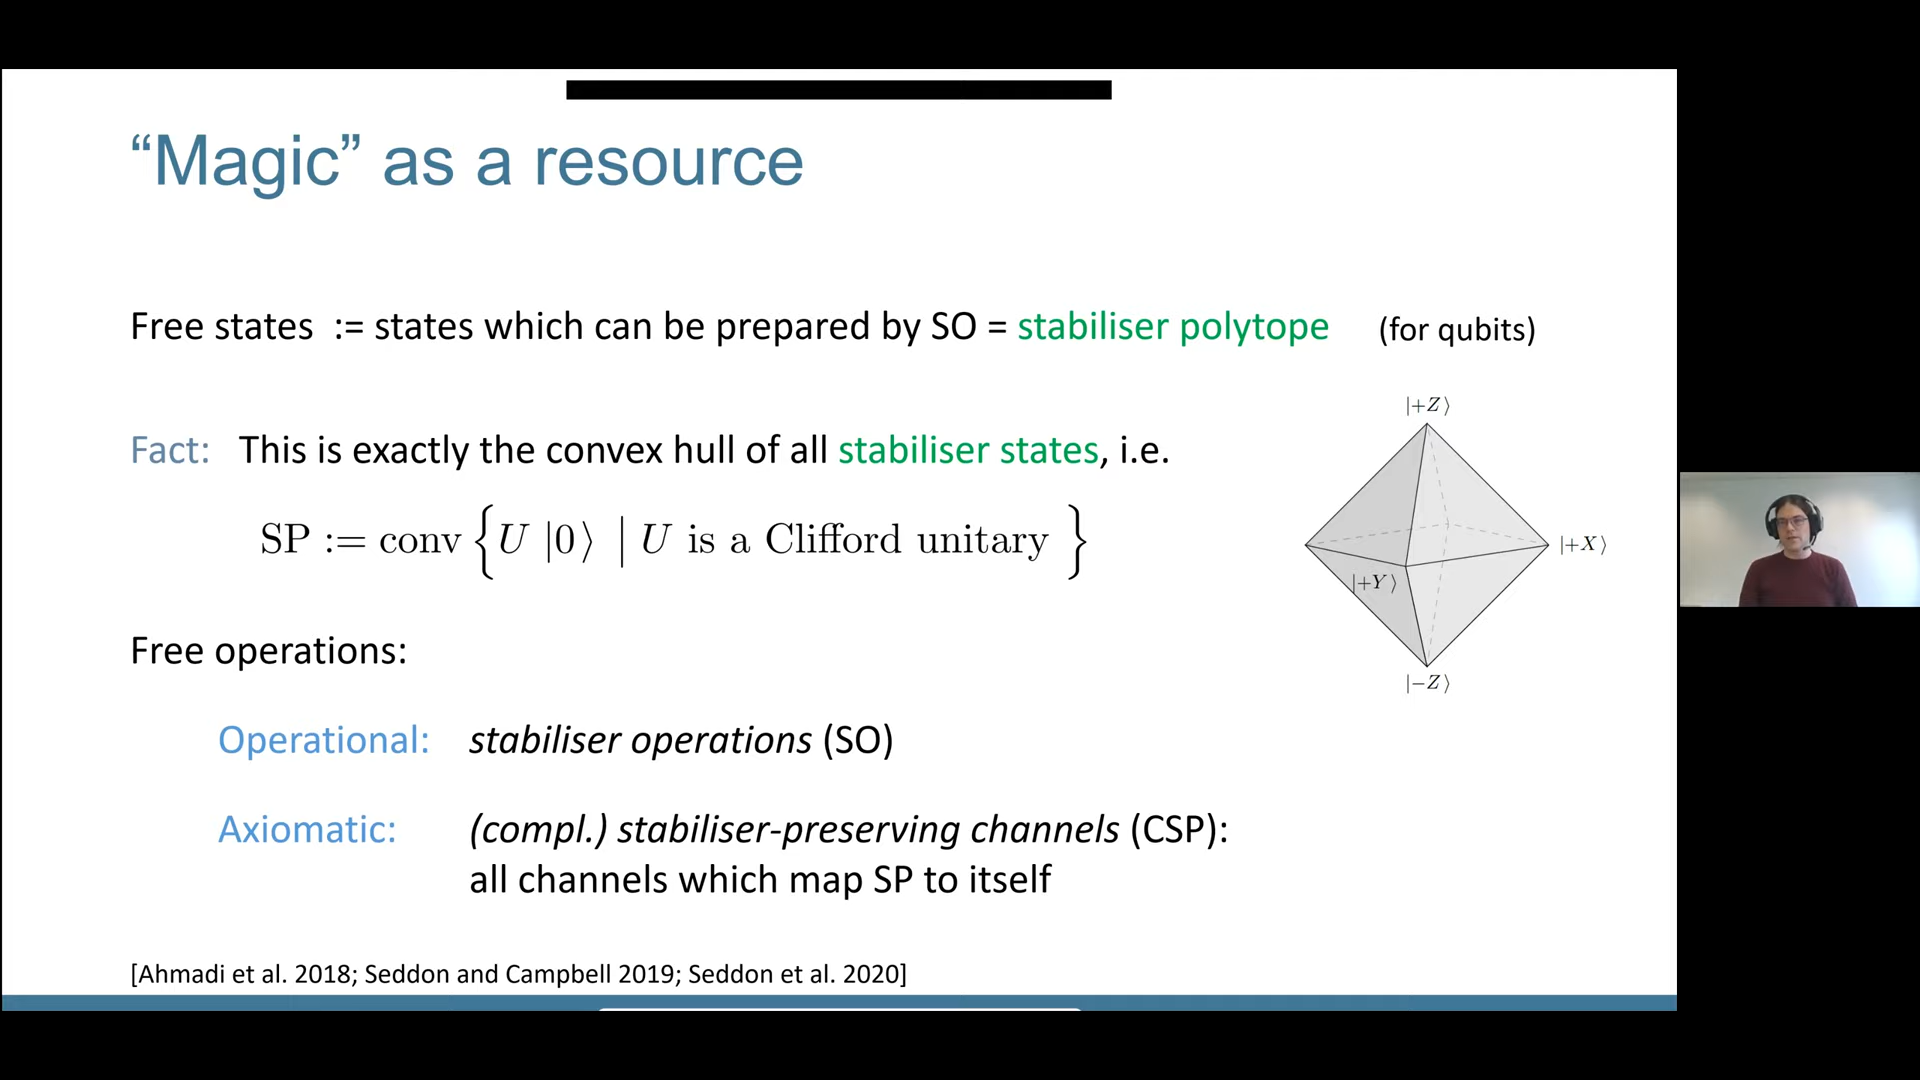 “Magic” as a resource
Free states := states which can be prepared by SO = stabiliser polytope (for qubits)
Fact: This is exactly the convex hull of all stabiliser states, i.e.
SP := conv { U |0⟩ | U is a Clifford unitary }
|+Z⟩
|+X⟩
|+Y⟩
|−Z⟩
Free operations:
Operational: stabiliser operations (SO)
Axiomatic: (compl.) stabiliser-preserving channels (CSP):
all channels which map SP to itself
[Ahmadi et al. 2018; Seddon and Campbell 2019; Seddon et al. 2020]